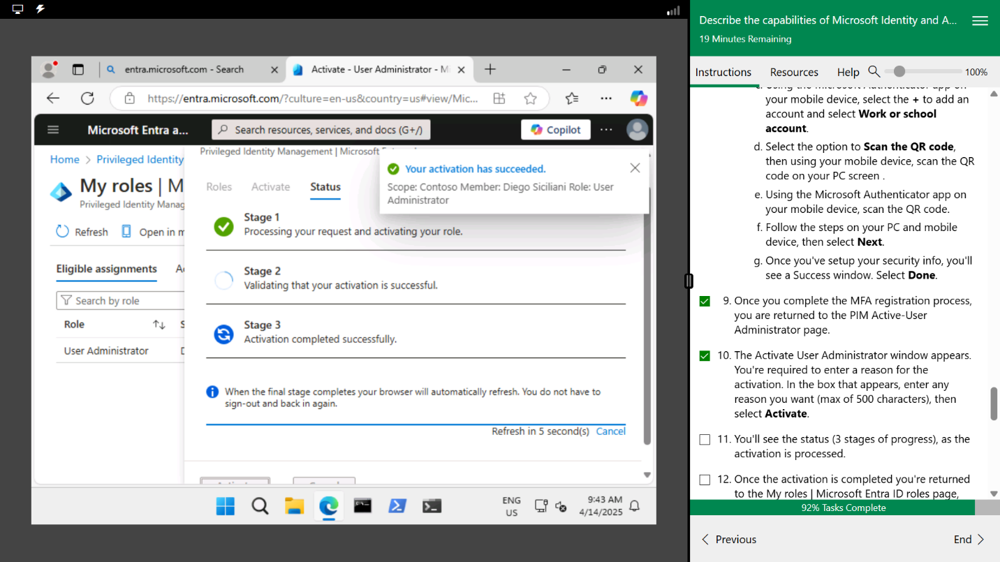 entra.microsoft.com - Search
Activate - User Administrator - Mi
https://entra.microsoft.com/?culture=en-us&country=us#view/Mic...
Microsoft Entra a...
Search resources, services, and docs (G+/)
Copilot
Home > Privileged Identity
My roles | M
Privileged Identity Manag
Refresh
Open in m
Eligible assignments
Search by role
Role
User Administrator
Privileged Identity Management | Microsoft
Your activation has succeeded.
Scope: Contoso Member: Diego Siciliani Role: User
Administrator
Roles
Activate
Status
Stage 1
Processing your request and activating your role.
Stage 2
Validating that your activation is successful.
Stage 3
Activation completed successfully.
When the final stage completes your browser will automatically refresh. You do not have to
sign-out and back in again.
Refresh in 5 second(s) Cancel
ENG
US
9:43 AM
4/14/2025
Describe the capabilities of Microsoft Identity and A...
19 Minutes Remaining
Instructions
Resources
Help
100%
your mobile device, select the + to add an
account and select Work or school
account.
d. Select the option to Scan the QR code,
then using your mobile device, scan the QR
code on your PC screen .
e. Using the Microsoft Authenticator app on
your mobile device, scan the QR code.
f. Follow the steps on your PC and mobile
device, then select Next.
g. Once you've setup your security info, you'll
see a Success window. Select Done.
9. Once you complete the MFA registration process,
you are returned to the PIM Active-User
Administrator page.
10. The Activate User Administrator window appears.
You're required to enter a reason for the
activation. In the box that appears, enter any
reason you want (max of 500 characters), then
select Activate.
11. You'll see the status (3 stages of progress), as the
activation is processed.
12. Once the activation is completed you're returned
to the My roles | Microsoft Entra ID roles page,
92% Tasks Complete
Previous
End